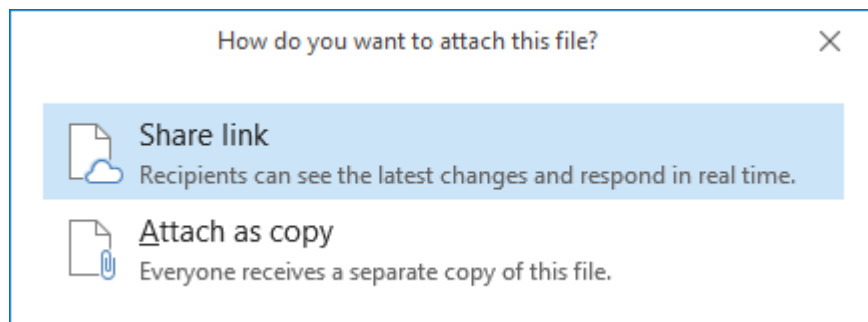 How do you want to attach this file?
Share link
Recipients can see the latest changes and respond in real time.
Attach as copy
Everyone receives a separate copy of this file.